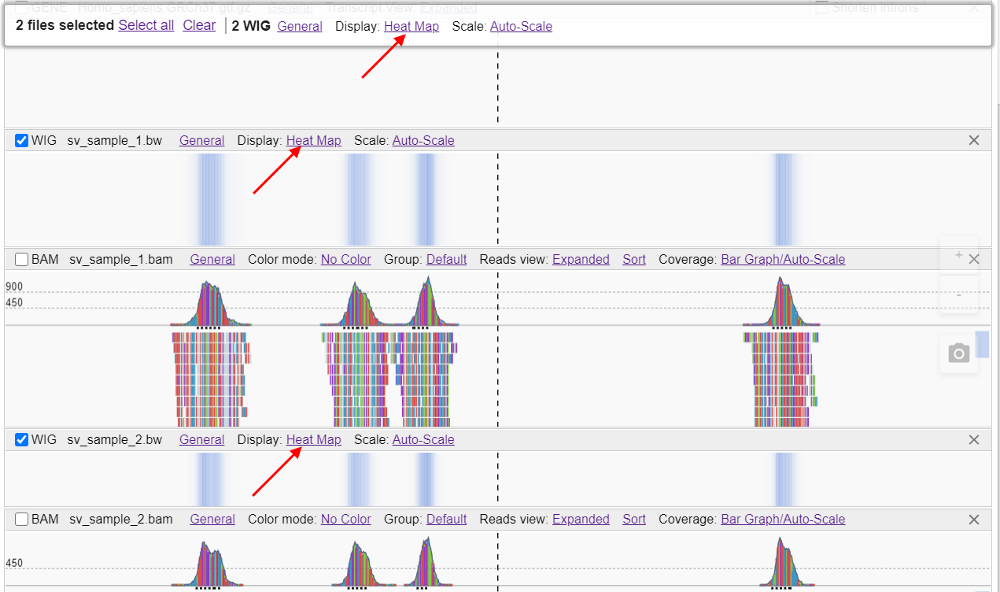 GENE Homo_sapiens.GRCh37.gtf.gz General Transcript view: Expanded Shorten introns
2 files selected Select all Clear | 2 WIG General Display: Heat Map Scale: Auto-Scale
WIG sv_sample_1.bw General Display: Heat Map Scale: Auto-Scale
BAM sv_sample_1.bam General Color mode: No Color Group: Default Reads view: Expanded Sort Coverage: Bar Graph/Auto-Scale
900
450
WIG sv_sample_2.bw General Display: Heat Map Scale: Auto-Scale
BAM sv_sample_2.bam General Color mode: No Color Group: Default Reads view: Expanded Sort Coverage: Bar Graph/Auto-Scale
450